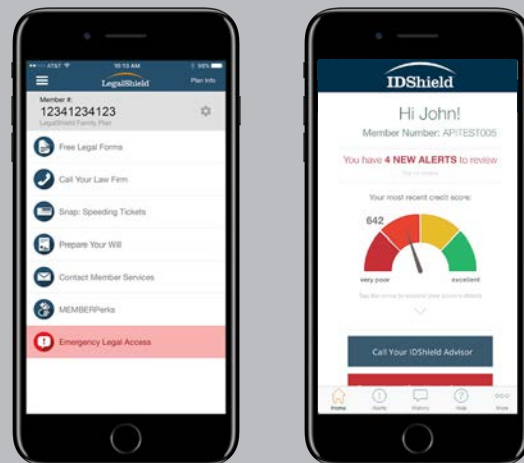 AT&T
10:13 AM
98%
LegalShield
Plan Info
Member #:
12341234123
LegalShield Family Plan
Free Legal Forms
Call Your Law Firm
Snap: Speeding Tickets
Prepare Your Will
Contact Member Services
MEMBERPerks
Emergency Legal Access
IDShield
Hi John!
Member Number: APITEST005
You have 4 NEW ALERTS to review
Your most recent credit score:
642
very poor
excellent
Call Your IDShield Advisor
Home
Alerts
History
Help
More